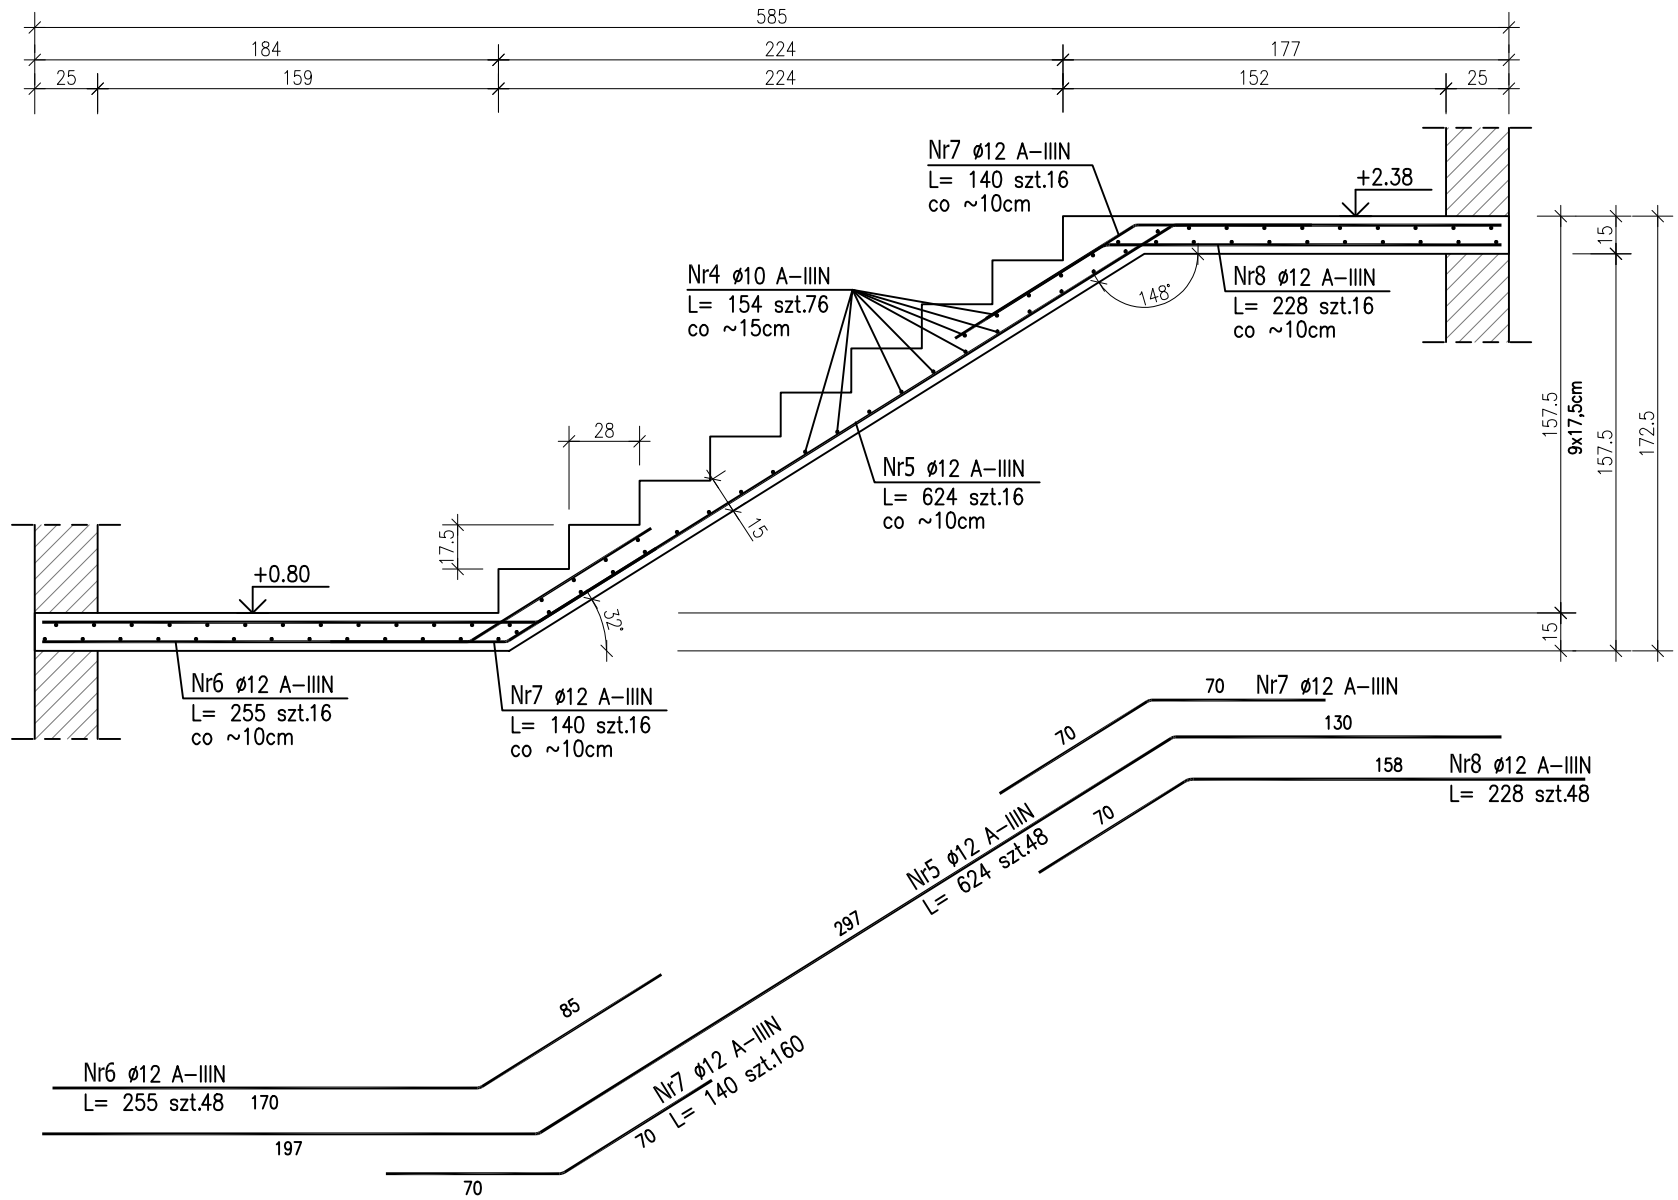 585
184
224
177
25
159
224
152
25
Nr7 ø12 A-IIIN
L= 140 szt.16
co ~10cm
+2.38
Nr4 ø10 A-IIIN
L= 154 szt.76
co ~15cm
Nr8 ø12 A-IIIN
L= 228 szt.16
co ~10cm
148°
15
157.5
9x17,5cm
157.5
172.5
28
Nr5 ø12 A-IIIN
L= 624 szt.16
co ~10cm
15
17.5
+0.80
32°
15
Nr6 ø12 A-IIIN
L= 255 szt.16
co ~10cm
Nr7 ø12 A-IIIN
L= 140 szt.16
co ~10cm
70
Nr7 ø12 A-IIIN
70
130
158
Nr8 ø12 A-IIIN
L= 228 szt.48
70
Nr5 ø12 A-IIIN
L= 624 szt.48
297
85
Nr6 ø12 A-IIIN
L= 255 szt.48
170
197
Nr7 ø12 A-IIIN
L= 140 szt.160
70
70